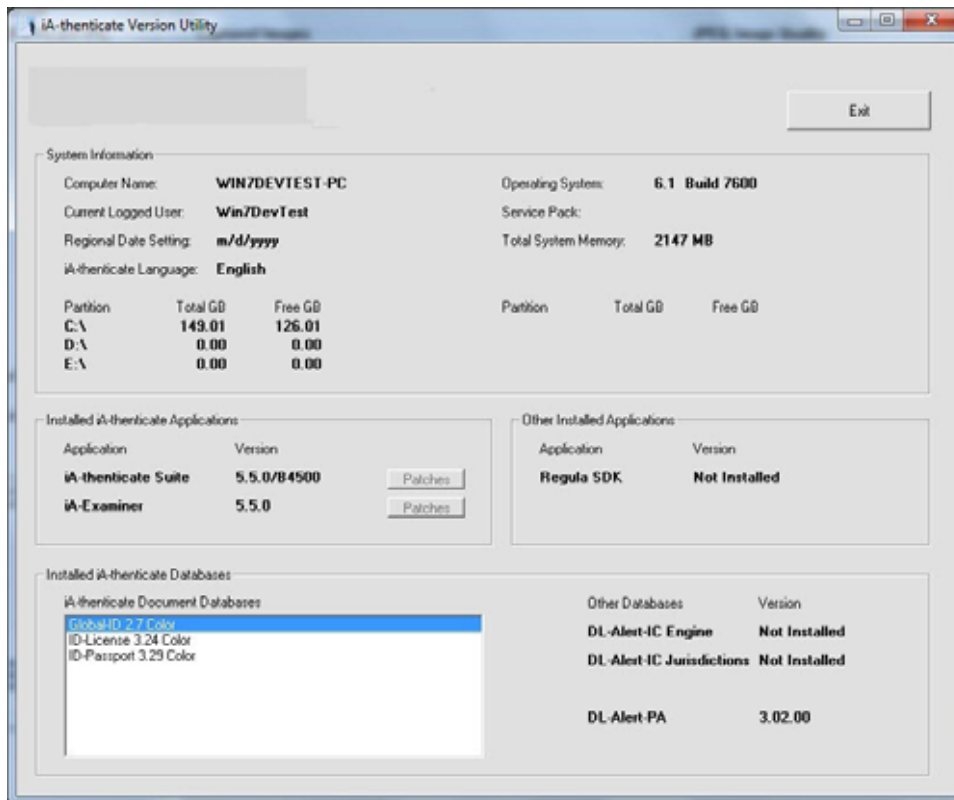 iA-thenticate Version Utility
Exit
System Information
Computer Name: WIN7DEVTEST-PC
Operating System: 6.1 Build 7600
Current Logged User: Win7DevTest
Service Pack:
Regional Date Setting: m/d/yyyy
Total System Memory: 2147 MB
iA-thenticate Language: English
Partition Total GB Free GB
Partition Total GB Free GB
C:\ 149.01 126.01
D:\ 0.00 0.00
E:\ 0.00 0.00
Installed iA-thenticate Applications
Application Version
iA-thenticate Suite 5.5.0/B4500 Patches
iA-Examiner 5.5.0 Patches
Other Installed Applications
Application Version
Regula SDK Not Installed
Installed iA-thenticate Databases
iA-thenticate Document Databases
Global-ID 2.7 Color
ID-License 3.24 Color
ID-Passport 3.29 Color
Other Databases Version
DL-Alert-IC Engine Not Installed
DL-Alert-IC Jurisdictions Not Installed
DL-Alert-PA 3.02.00